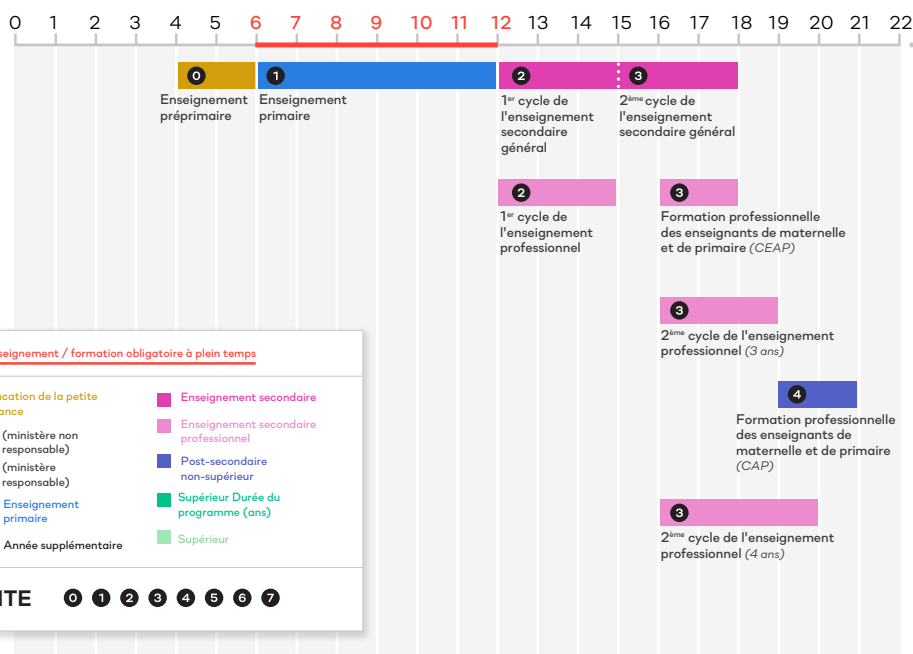 0 1 2 3 4 5 6 7 8 9 10 11 12 13 14 15 16 17 18 19 20 21 22
0
1
2
3
Enseignement
préprimaire
Enseignement
primaire
1er cycle de
l'enseignement
secondaire
général
2ème cycle de
l'enseignement
secondaire général
2
3
1er cycle de
l'enseignement
professionnel
Formation professionnelle
des enseignants de maternelle
et de primaire (CEAP)
3
2ème cycle de l'enseignement
professionnel (3 ans)
4
Formation professionnelle
des enseignants de
maternelle et de primaire
(CAP)
3
2ème cycle de l'enseignement
professionnel (4 ans)
seignement / formation obligatoire à plein temps
cation de la petite
ance
(ministère non
responsable)
(ministère
responsable)
Enseignement
primaire
Année supplémentaire
Enseignement secondaire
Enseignement secondaire
professionnel
Post-secondaire
non-supérieur
Supérieur Durée du
programme (ans)
Supérieur
ITE 0 1 2 3 4 5 6 7